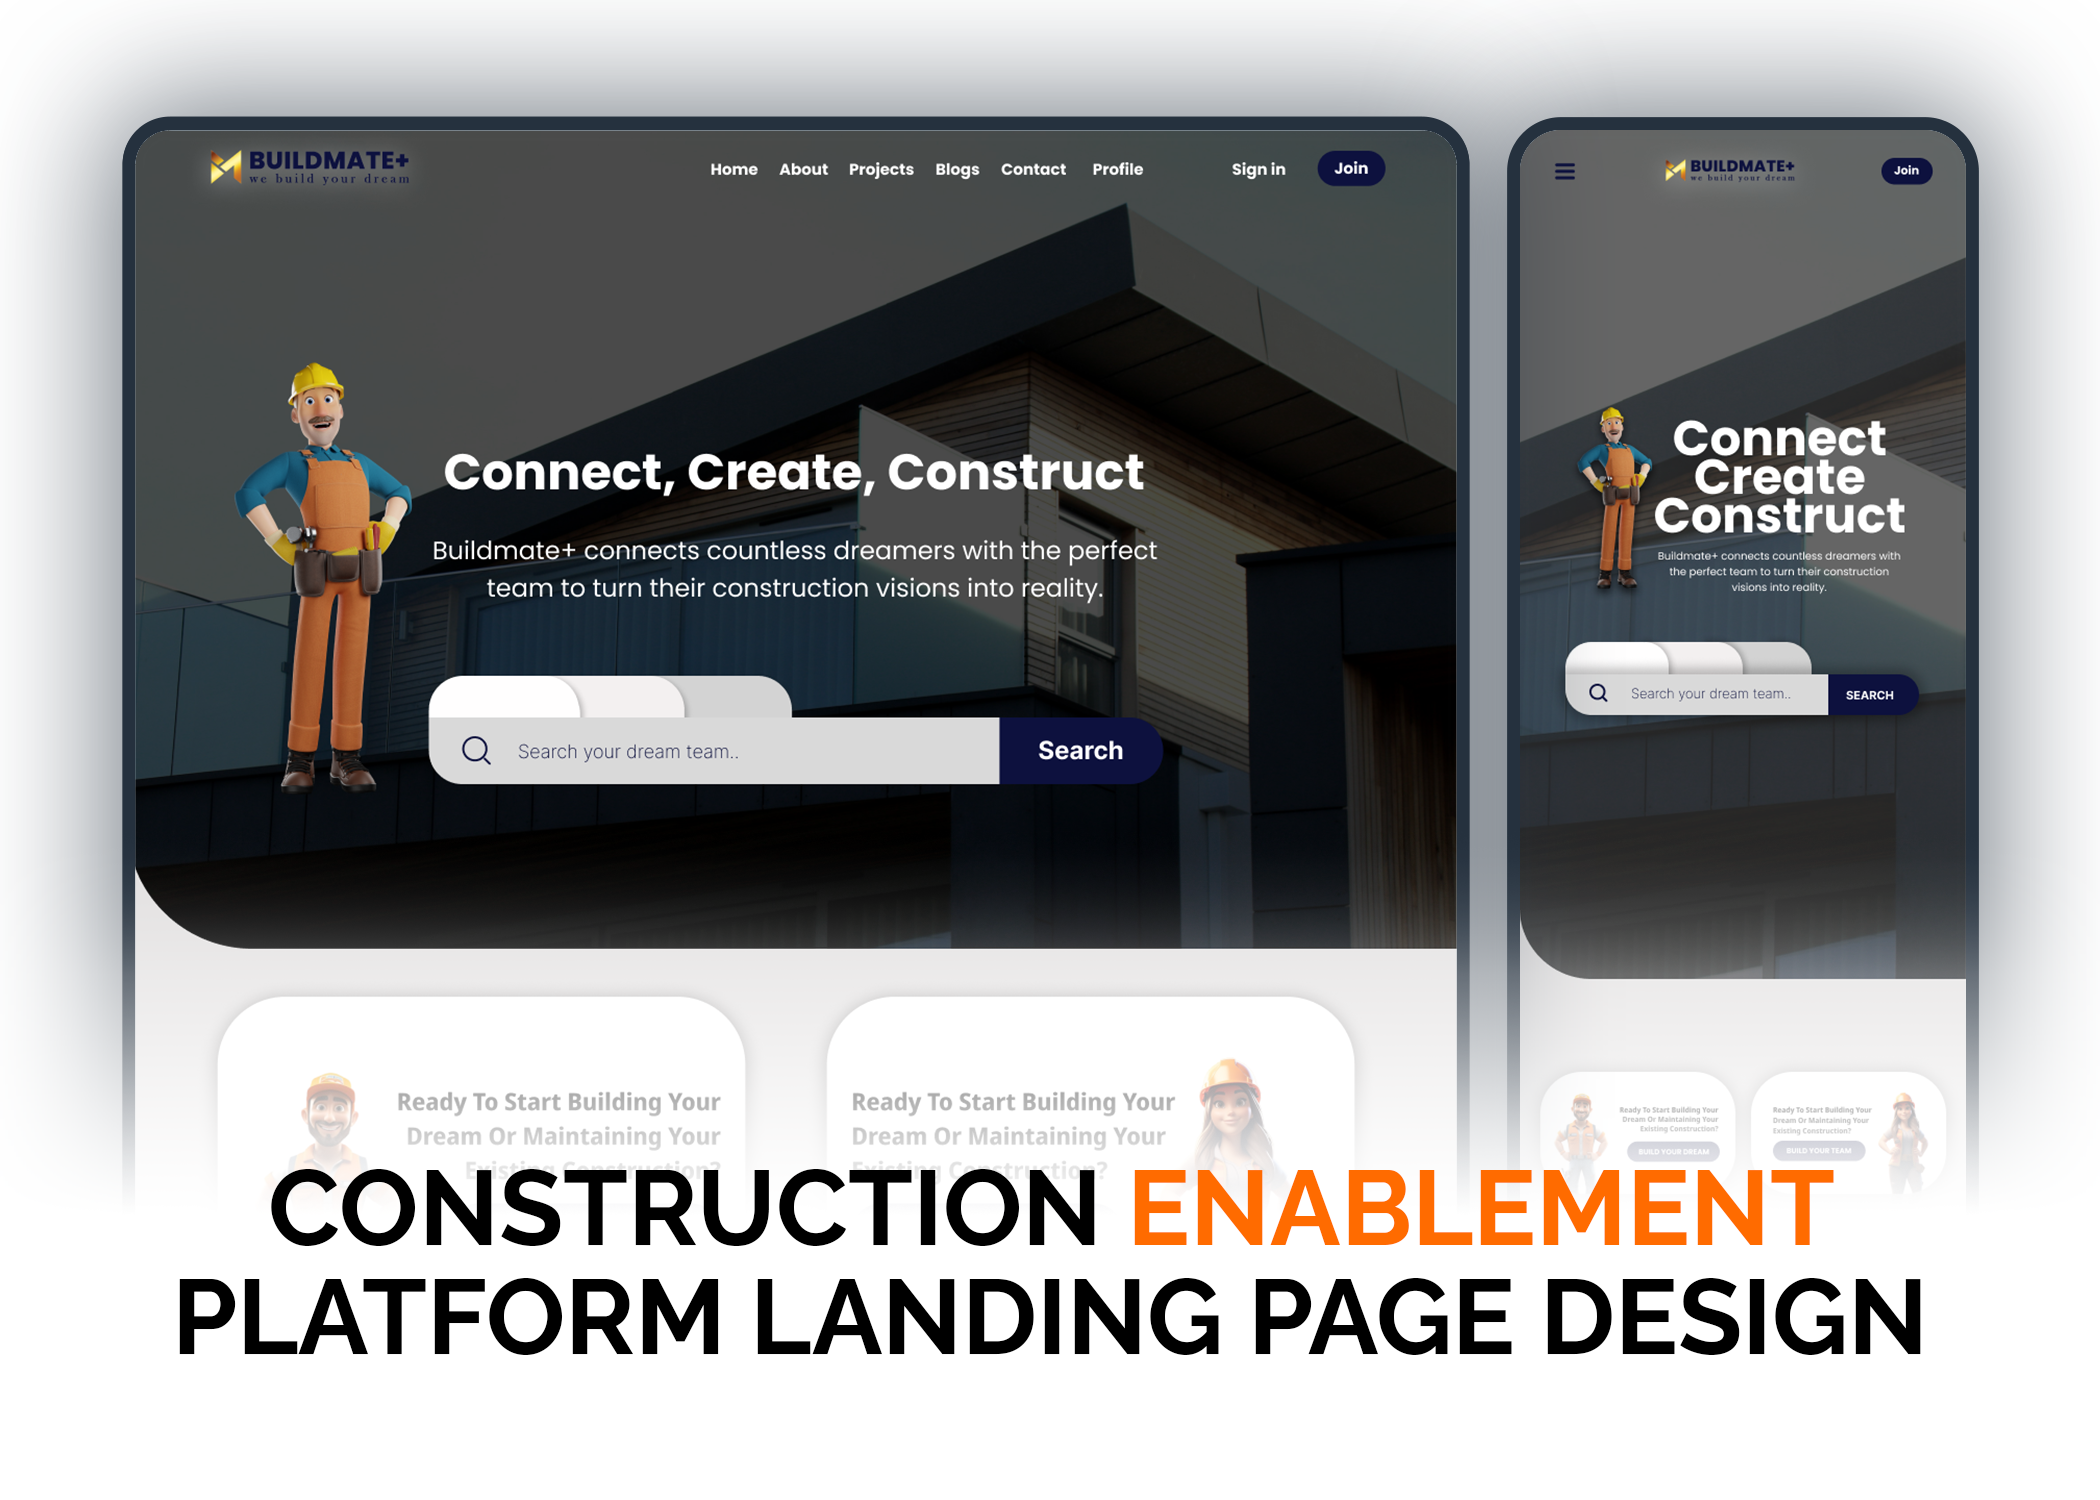 BUILDMATE+
we build your dream
Home About Projects Blogs Contact Profile Sign in Join
Connect, Create, Construct
Buildmate+ connects countless dreamers with the perfect
team to turn their construction visions into reality.
Search your dream team.. Search
Ready To Start Building Your
Dream Or Maintaining Your
Existing Construction?
Ready To Start Building Your
Dream Or Maintaining Your
Existing Construction?
BUILDMATE+
we build your dream
Join
Connect
Create
Construct
Buildmate+ connects countless dreamers with
the perfect team to turn their construction
visions into reality.
Search your dream team.. SEARCH
Ready To Start Building Your
Dream Or Maintaining Your
Existing Construction?
BUILD YOUR DREAM
Ready To Start Building Your
Dream Or Maintaining Your
Existing Construction?
BUILD YOUR TEAM
CONSTRUCTION ENABLEMENT
PLATFORM LANDING PAGE DESIGN